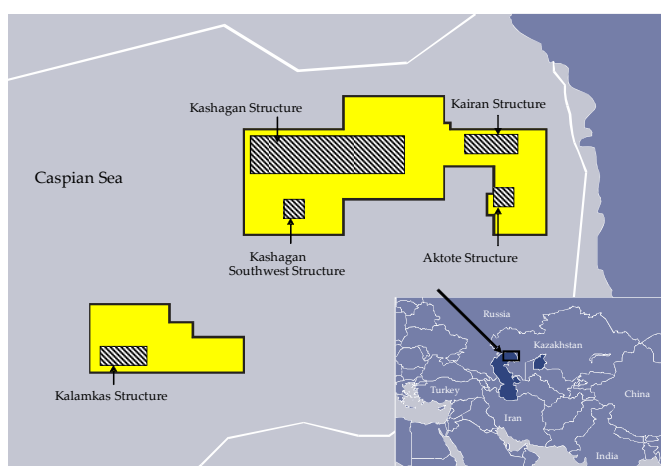 Kashagan Structure
Kairan Structure
Caspian Sea
Kashagan
Southwest Structure
Aktote Structure
Kalamkas Structure
Russia
Kazakhstan
Turkey
China
Iran
India